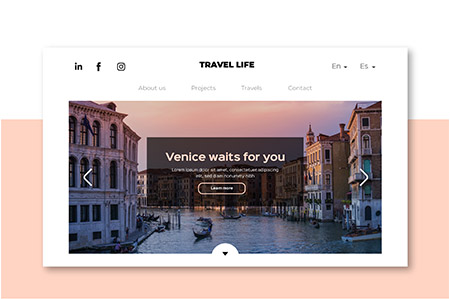 TRAVEL LIFE
En
Es
About us
Projects
Travels
Contact
Venice waits for you
Lorem ipsum dolor sit amet, consectetuer adipiscing
elit, sed diam nonummy nibh
Learn more